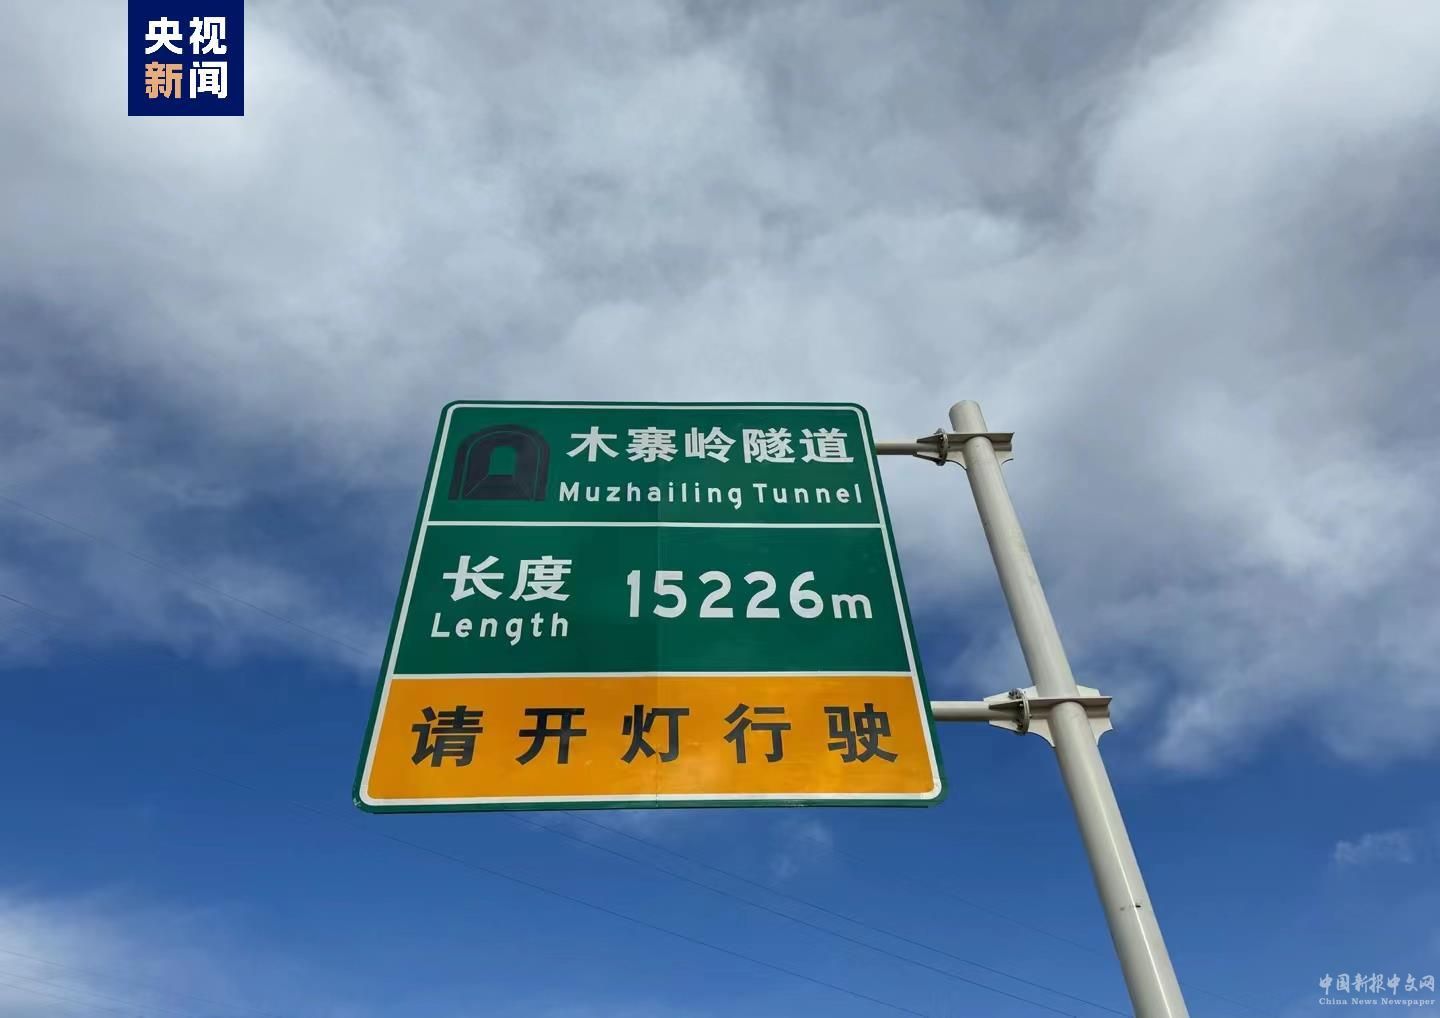 央视
新闻
木寨岭隧道
Muzhailing Tunnel
长度 15226m
Length
请开灯行驶
中国新报中文网
China News Newspaper